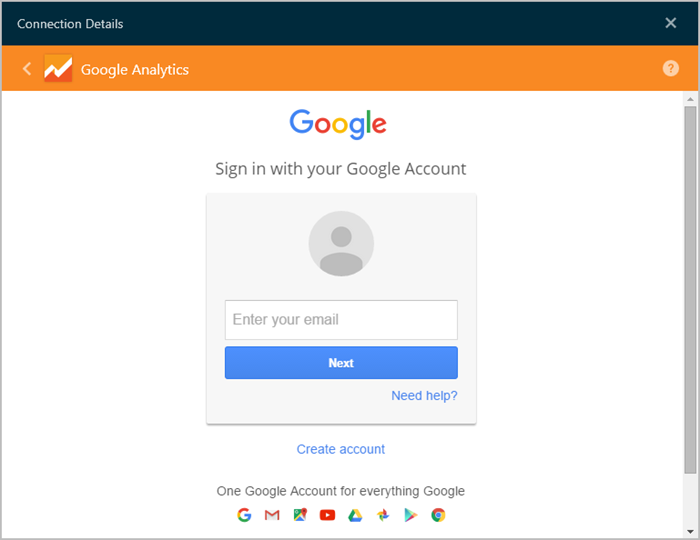 Connection Details
Google Analytics
?
Google
Sign in with your Google Account
Enter your email
Next
Need help?
Create account
One Google Account for everything Google